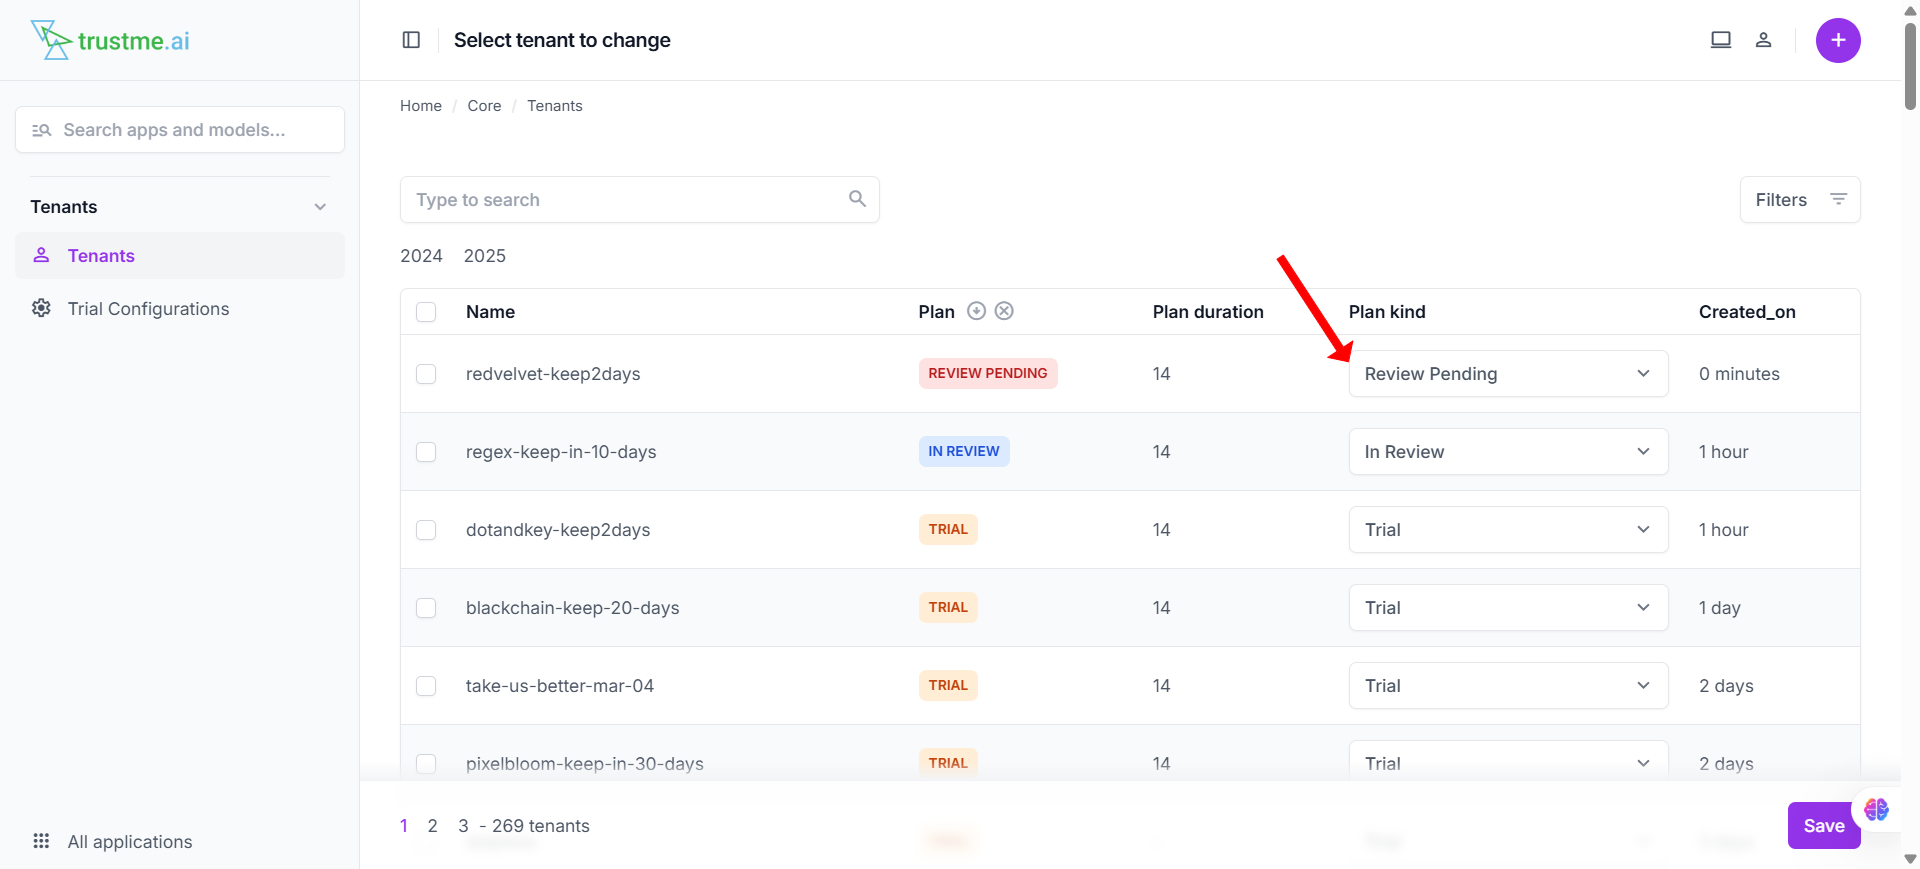 trustme.ai
Select tenant to change
Home / Core / Tenants
Search apps and models...
Tenants
Tenants
Trial Configurations
Type to search
Filters
2024 2025
Name Plan Plan duration Plan kind Created_on
redvelvet-keep2days REVIEW PENDING 14 Review Pending 0 minutes
regex-keep-in-10-days IN REVIEW 14 In Review 1 hour
dotandkey-keep2days TRIAL 14 Trial 1 hour
blackchain-keep-20-days TRIAL 14 Trial 1 day
take-us-better-mar-04 TRIAL 14 Trial 2 days
pixelbloom-keep-in-30-days TRIAL 14 Trial 2 days
1 2 3 - 269 tenants
Save
All applications